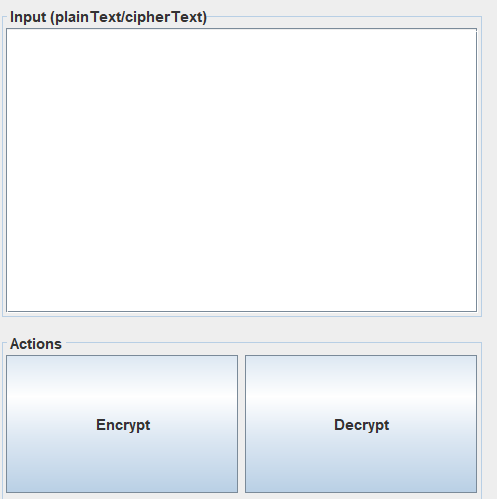 Input (plainText/cipherText)
Actions
Encrypt
Decrypt